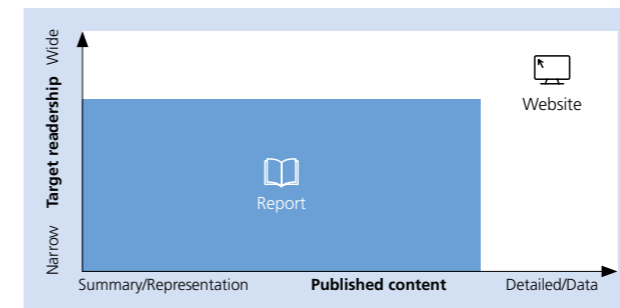 Wide
Target readership
Narrow
Website
Report
Summary/Representation
Published content
Detailed/Data